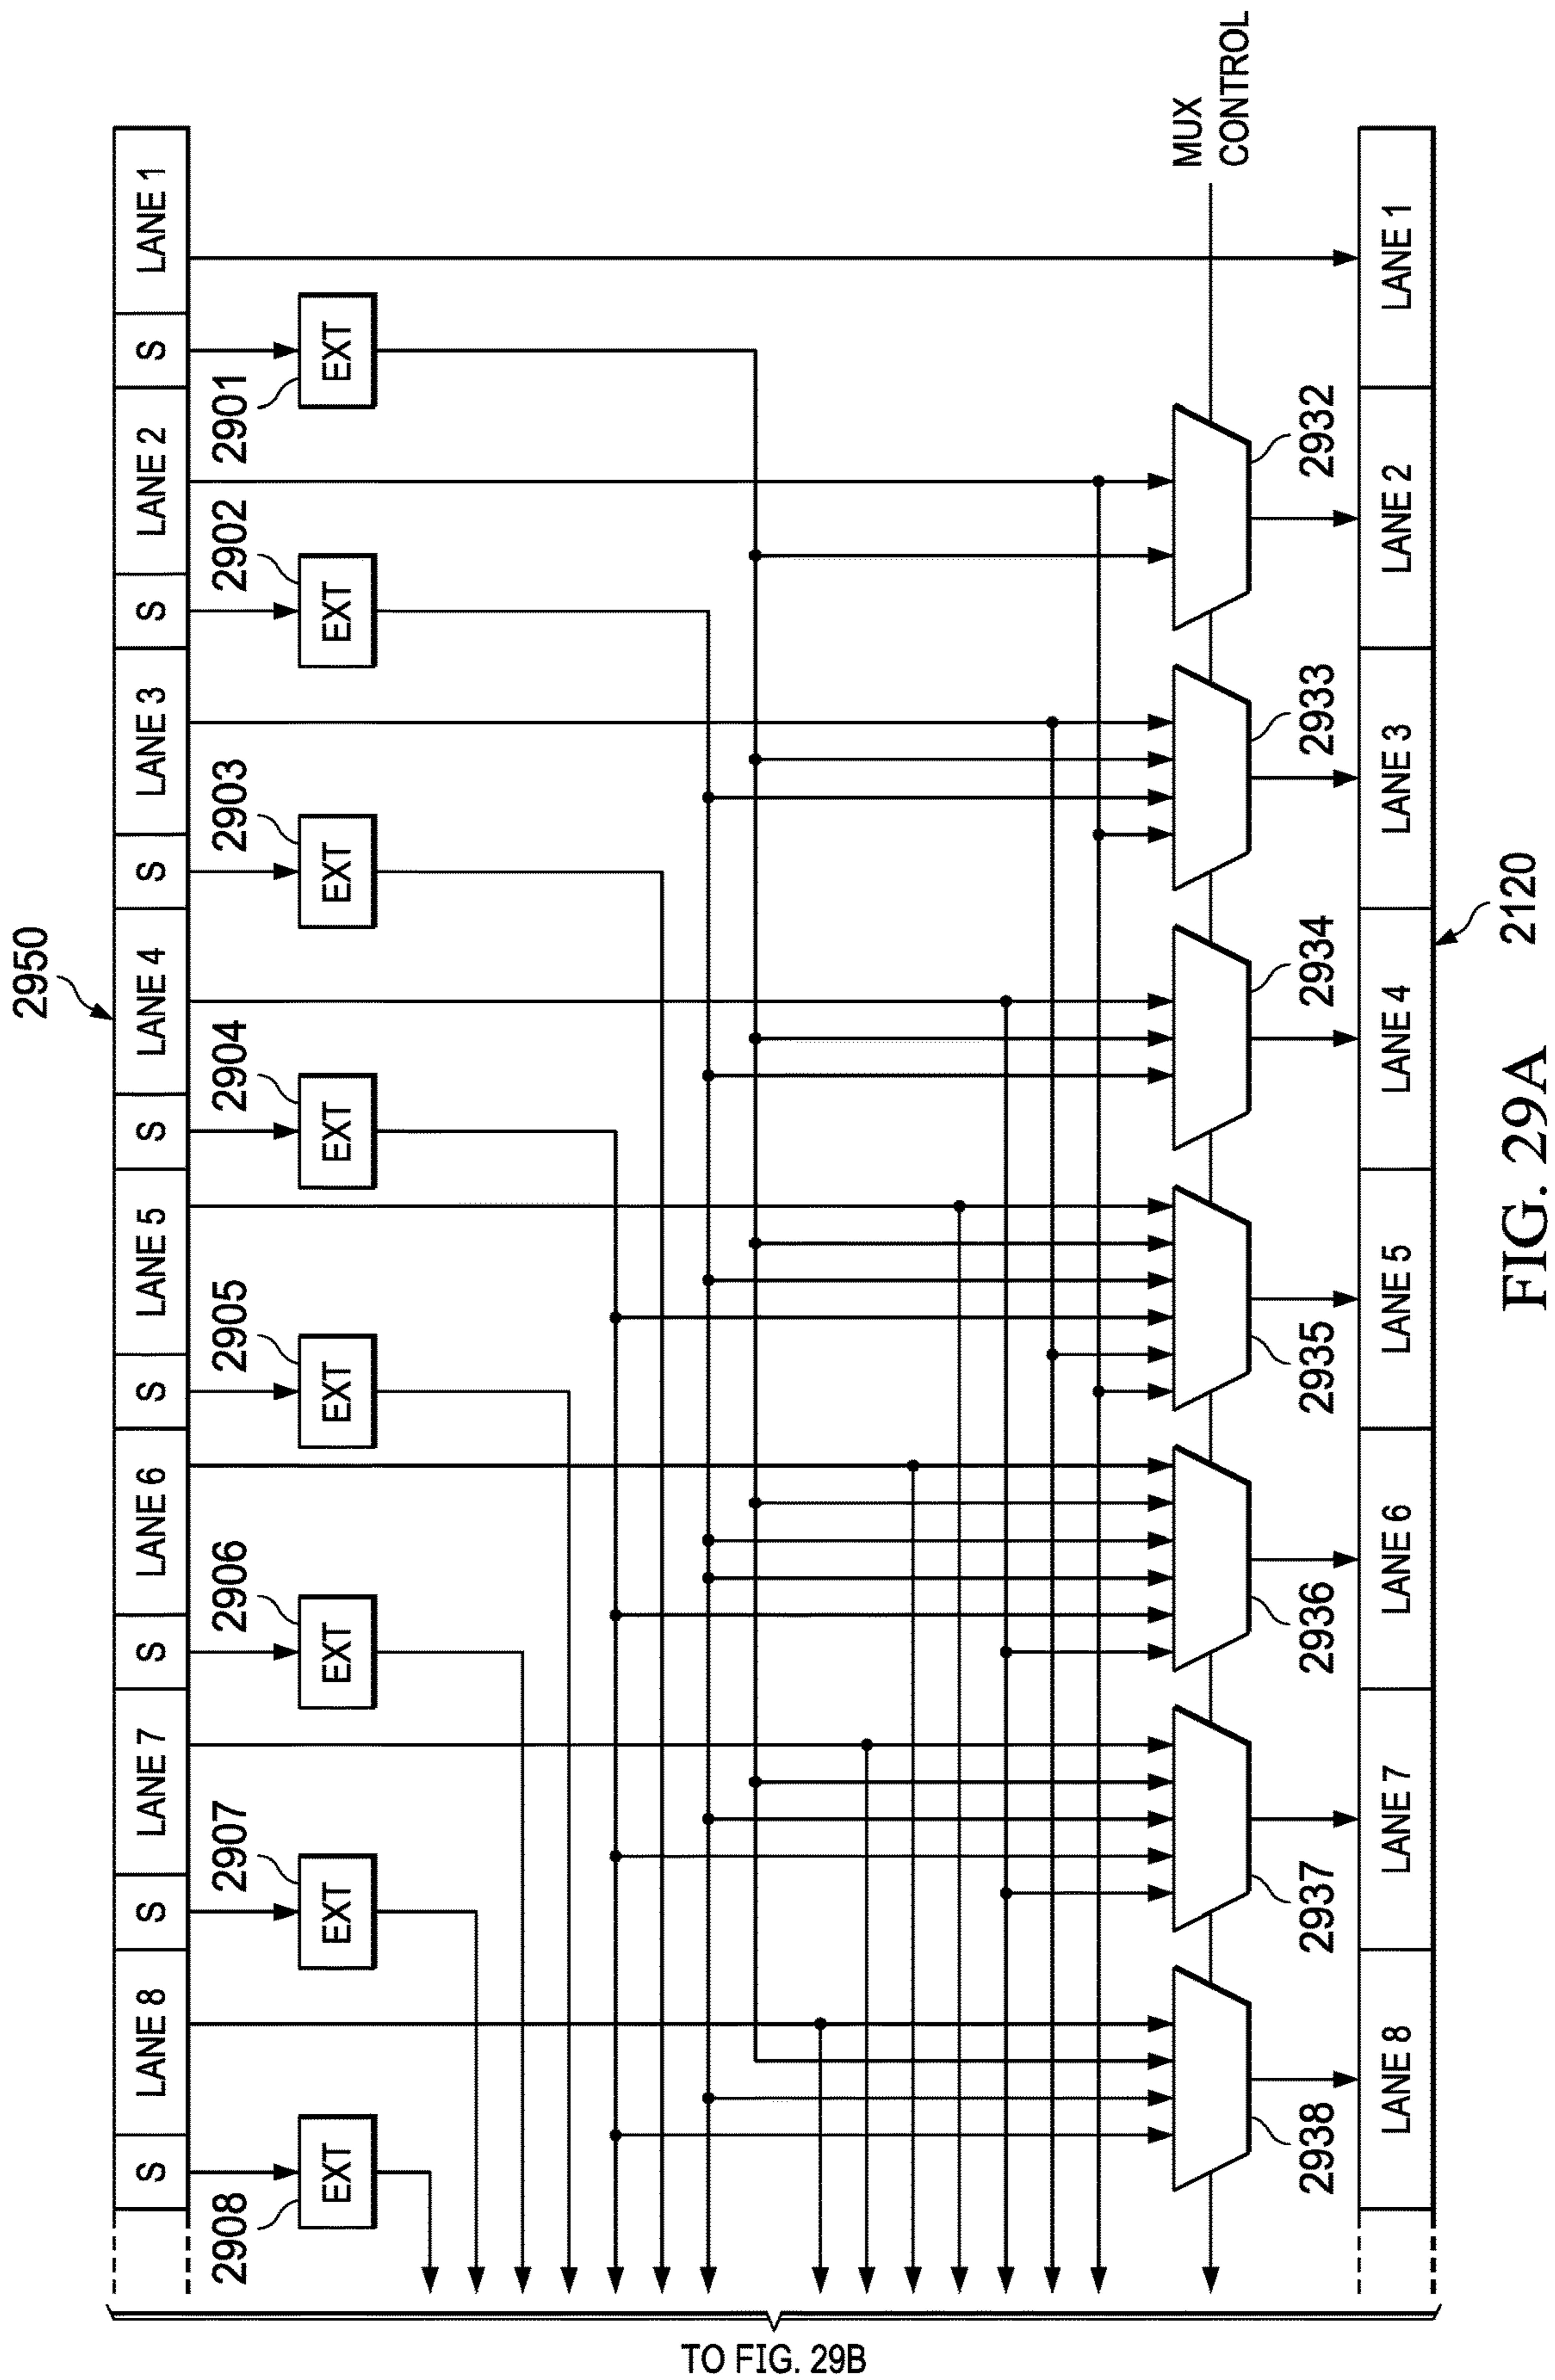 2950
LANE 8
S
LANE 7
S
LANE 6
S
LANE 5
S
LANE 4
S
LANE 3
S
LANE 2
S
LANE 1
S
2908
2907
2906
2905
2904
2903
2902
2901
EXT
EXT
EXT
EXT
EXT
EXT
EXT
EXT
TO FIG. 29B
MUX
CONTROL
2938
2937
2936
2935
2934
2933
2932
LANE 8
LANE 7
LANE 6
LANE 5
LANE 4
LANE 3
LANE 2
LANE 1
2120
FIG. 29A